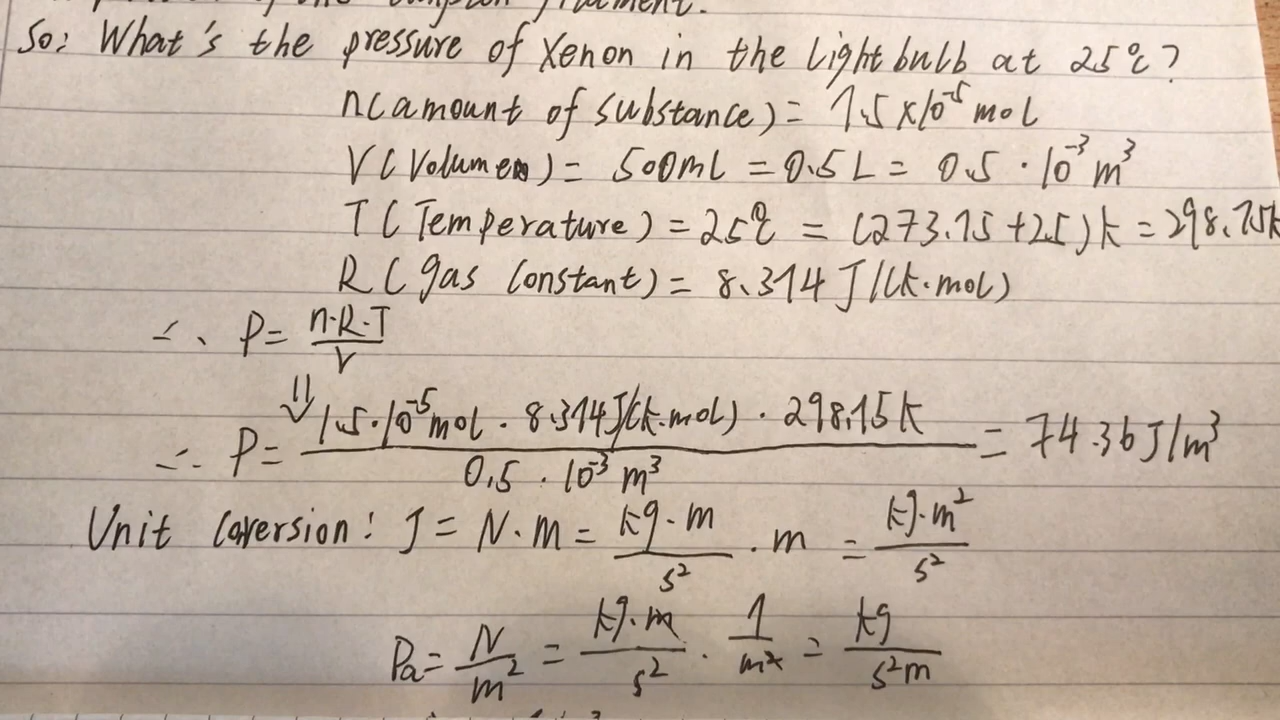 So: What's the pressure of Xenon in the light bulb at 25℃?
n(amount of substance) = 1.5 x 10⁻⁵ mol
V(Volume) = 500mL = 0.5L = 0.5 · 10⁻³ m³
T(Temperature) = 25℃ = (273.15+25)k = 298.15k
R(gas constant) = 8.314 J/(k·mol)
∴ P = n·R·T / V
⇓
∴ P = 1.5·10⁻⁵mol · 8.314J/(k·mol) · 298.15k / 0.5 · 10⁻³ m³ = 74.36 J/m³
Unit Conversion: J = N·m = kg·m / s² · m = kg·m² / s²
Pa = N / m² = kg·m / s² · 1 / m² = kg / s²m